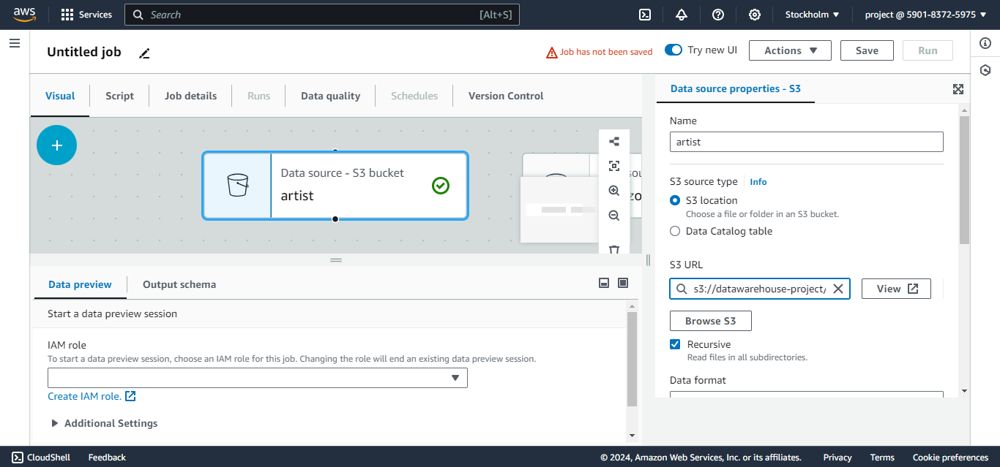 aws
Services
Search
[Alt+S]
Stockholm ▼
project @ 5901-8372-5975 ▼
Untitled job
Job has not been saved
Try new UI
Actions ▼
Save
Run
Visual
Script
Job details
Runs
Data quality
Schedules
Version Control
Data source - S3 bucket
artist
Data source properties - S3
Name
artist
S3 source type
Info
S3 location
Choose a file or folder in an S3 bucket.
Data Catalog table
S3 URL
s3://datawarehouse-project/
View
Browse S3
Recursive
Read files in all subdirectories.
Data format
Data preview
Output schema
Start a data preview session
IAM role
To start a data preview session, choose an IAM role for this job. Changing the role will end an existing data preview session.
Create IAM role.
Additional Settings
CloudShell
Feedback
© 2024, Amazon Web Services, Inc. or its affiliates.
Privacy
Terms
Cookie preferences